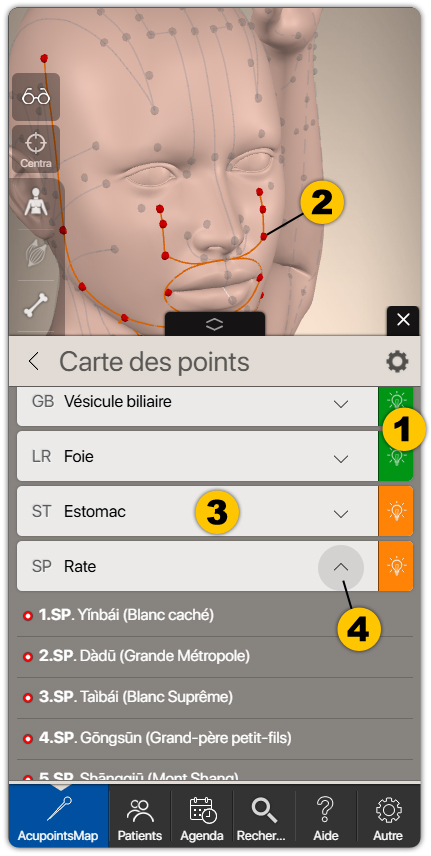 2
Centra
Carte des points
GB Vésicule biliaire
1
LR Foie
ST Estomac
3
SP Rate
4
1.SP. Yǐnbái (Blanc caché)
2.SP. Dàdū (Grande Métropole)
3.SP. Taìbái (Blanc Suprême)
4.SP. Gōngsūn (Grand-père petit-fils)
5.SP. Shāngqiū (Mont Shang)
AcupointsMap Patients Agenda Recher... Aide Autre